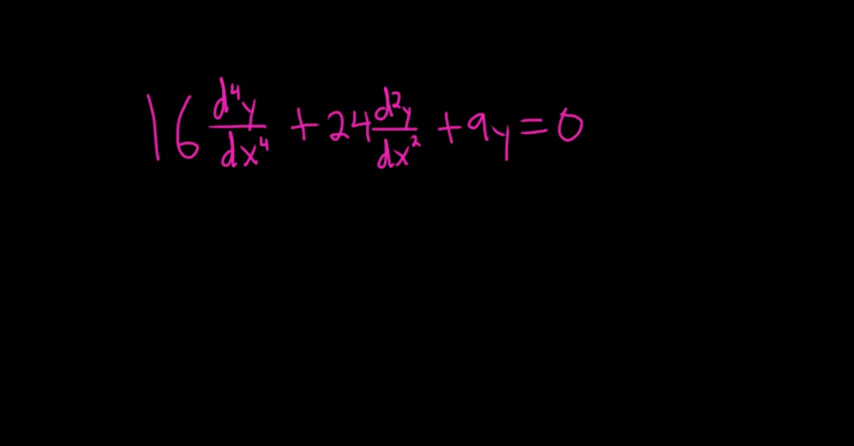 16 d⁴y/dx⁴ + 24 d²y/dx² + 9y = 0